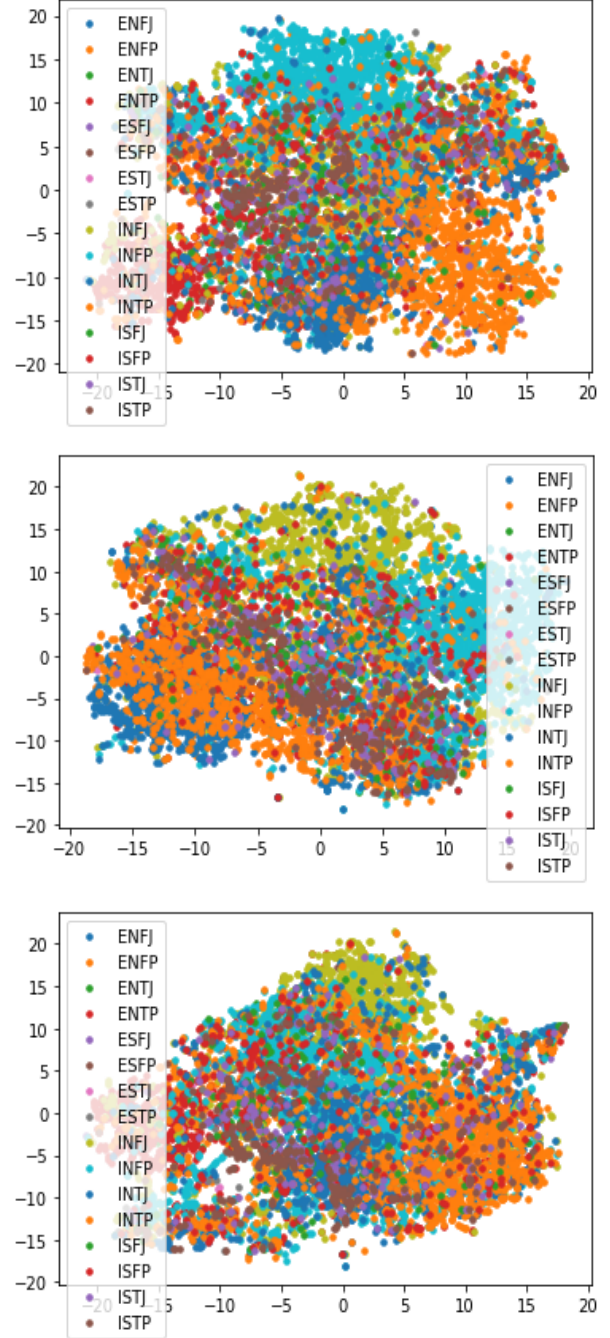 20
15
10
5
0
−5
−10
−15
−20
−20
−15
−10
−5
0
5
10
15
ENFJ
ENFP
ENTJ
ENTP
ESFJ
ESFP
ESTJ
ESTP
INFJ
INFP
INTJ
INTP
ISFJ
ISFP
ISTJ
ISTP
20
15
10
5
0
−5
−10
−15
−20
−20
−15
−10
−5
0
5
10
15
20
ENFJ
ENFP
ENTJ
ENTP
ESFJ
ESFP
ESTJ
ESTP
INFJ
INFP
INTJ
INTP
ISFJ
ISFP
ISTJ
ISTP
20
15
10
5
0
−5
−10
−15
−20
−20
−15
−10
−5
0
5
10
15
20
ENFJ
ENFP
ENTJ
ENTP
ESFJ
ESFP
ESTJ
ESTP
INFJ
INFP
INTJ
INTP
ISFJ
ISFP
ISTJ
ISTP